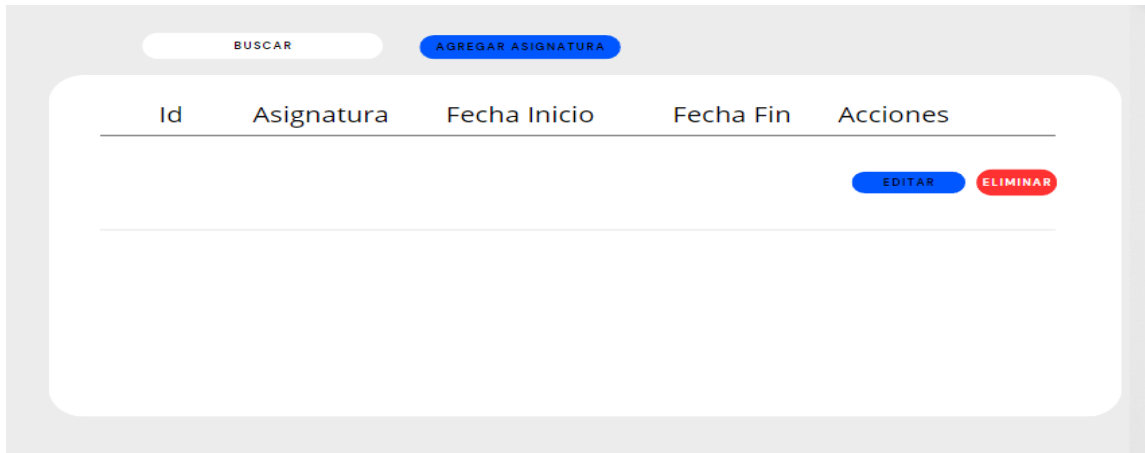 BUSCAR AGREGAR ASIGNATURA
Id Asignatura Fecha Inicio Fecha Fin Acciones
EDITAR ELIMINAR